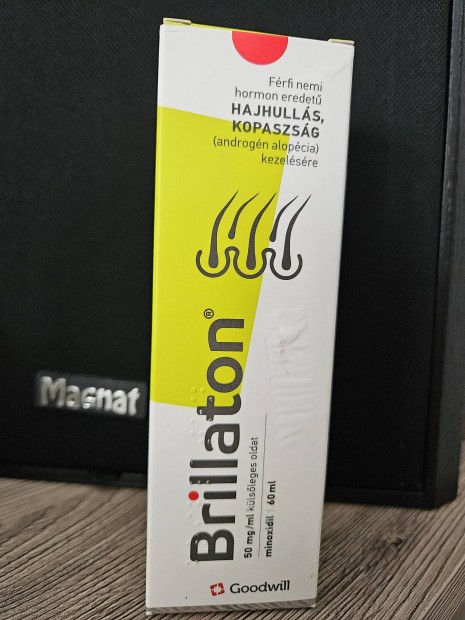 Férfi nemi
hormon eredetű
HAJHULLÁS,
KOPASZSÁG
(androgén alopécia)
kezelésére
Brillaton®
50 mg/ml külsőleges oldat
minoxidil | 60 ml
Goodwill
Magnat